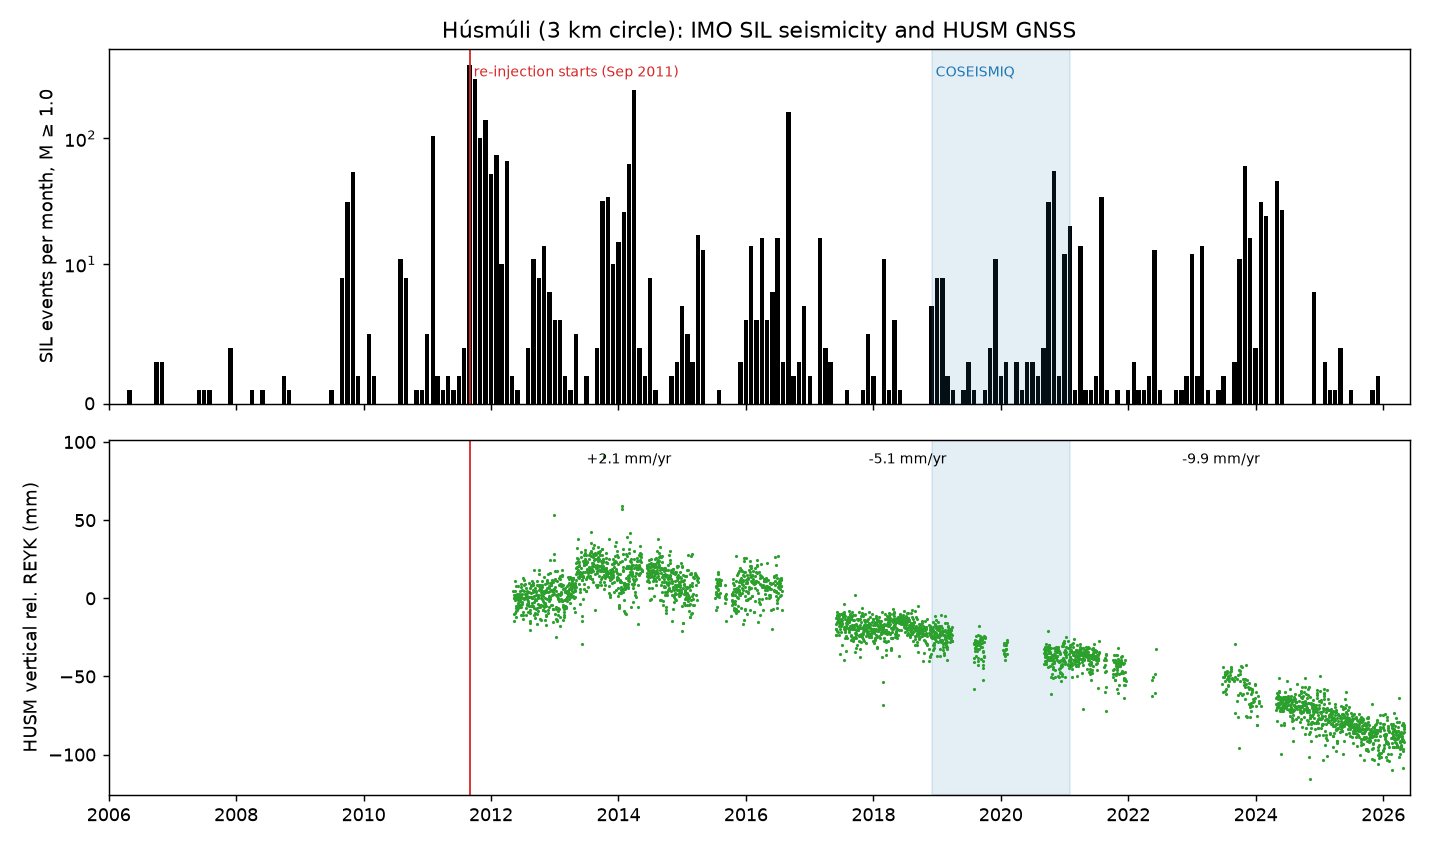 Húsmúli (3 km circle): IMO SIL seismicity and HUSM GNSS
SIL events per month, M ≥ 1.0
10²
10¹
0
re-injection starts (Sep 2011)
COSEISMIQ
HUSM vertical rel. REYK (mm)
100
50
0
−50
−100
+2.1 mm/yr
-5.1 mm/yr
-9.9 mm/yr
2006 2008 2010 2012 2014 2016 2018 2020 2022 2024 2026